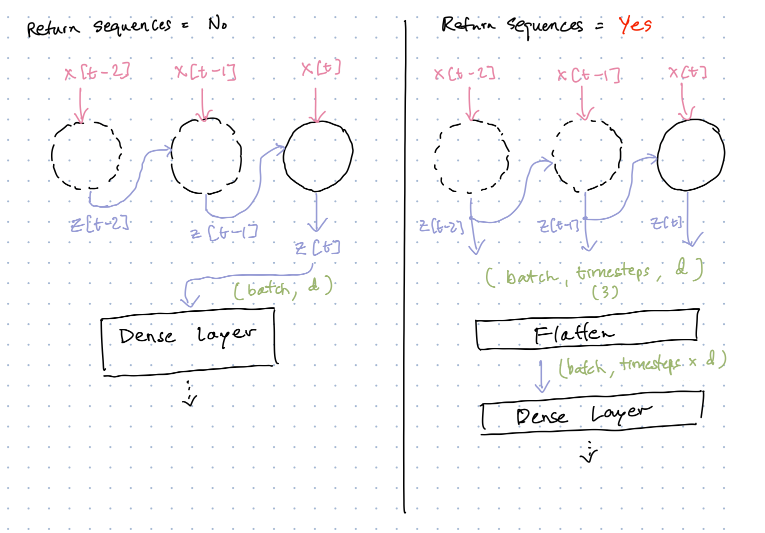 Return sequences = No
x[t-2] x[t-1] x[t]
z[t-2] z[t-1] z[t]
(batch, d)
Dense Layer
Return sequences = Yes
x[t-2] x[t-1] x[t]
z[t-2] z[t-1] z[t]
(batch, timesteps, d)
(3)
Flatten
(batch, timesteps x d)
Dense Layer